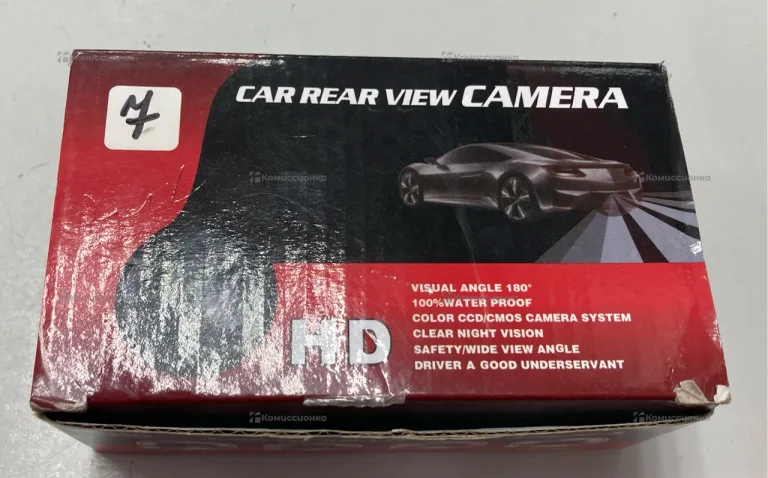 7
CAR REAR VIEW CAMERA
HD
VISUAL ANGLE 180°
100%WATER PROOF
COLOR CCD/CMOS CAMERA SYSTEM
CLEAR NIGHT VISION
SAFETY/WIDE VIEW ANGLE
DRIVER A GOOD UNDERSERVANT
Комиссионка
Комиссионка
Комиссионка
Комиссионка
Комиссионка
Комиссионка